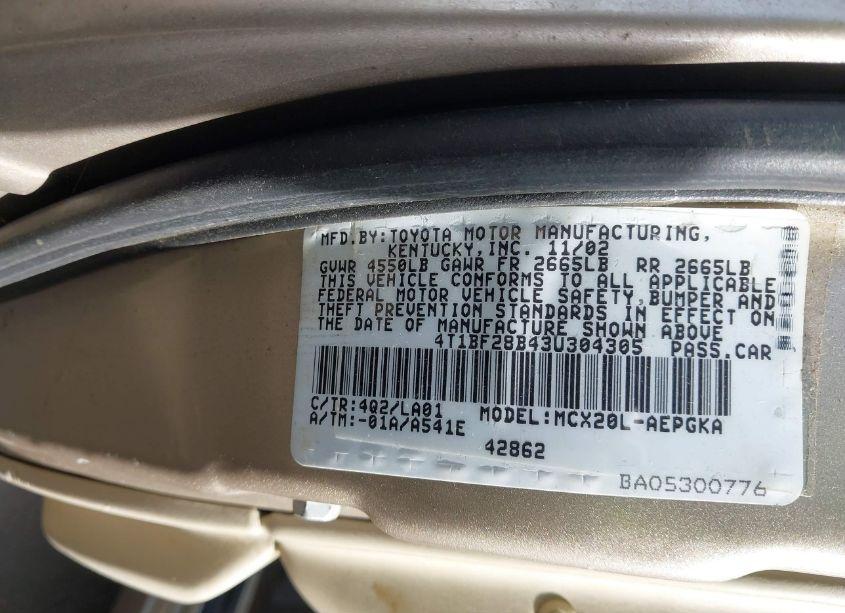 MFD.BY:TOYOTA MOTOR MANUFACTURING,
KENTUCKY,INC. 11/02
GVWR 4550LB GAWR FR 2665LB RR 2665LB
THIS VEHICLE CONFORMS TO ALL APPLICABLE
FEDERAL MOTOR VEHICLE SAFETY,BUMPER AND
THEFT PREVENTION STANDARDS IN EFFECT ON
THE DATE OF MANUFACTURE SHOWN ABOVE
4T1BF28B43U304305 PASS.CAR
C/TR:4Q2/LA01 MODEL:MCX20L-AEPGKA
A/TM:-01A/A541E
42862
BA05300776